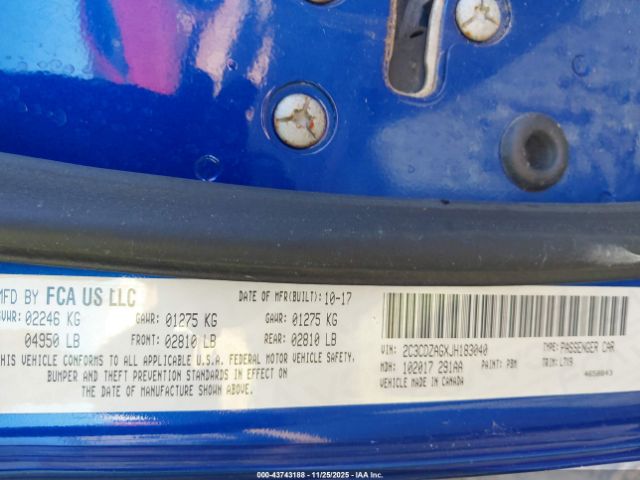 MFD BY FCA US LLC DATE OF MFR(BUILT): 10-17
GVWR: 02246 KG GAWR: 01275 KG GAWR: 01275 KG
04950 LB FRONT: 02810 LB REAR: 02810 LB
THIS VEHICLE CONFORMS TO ALL APPLICABLE U.S.A. FEDERAL MOTOR VEHICLE SAFETY,
BUMPER AND THEFT PREVENTION STANDARDS IN EFFECT ON
THE DATE OF MANUFACTURE SHOWN ABOVE.
VIN: 2C3CDZAGXJH183040 TYPE: PASSENGER CAR
MDH: 102017 291AA PAINT: PBM TRIM: LTX9
VEHICLE MADE IN CANADA 4650843
000-43743188 - 11/25/2025 - IAA Inc.